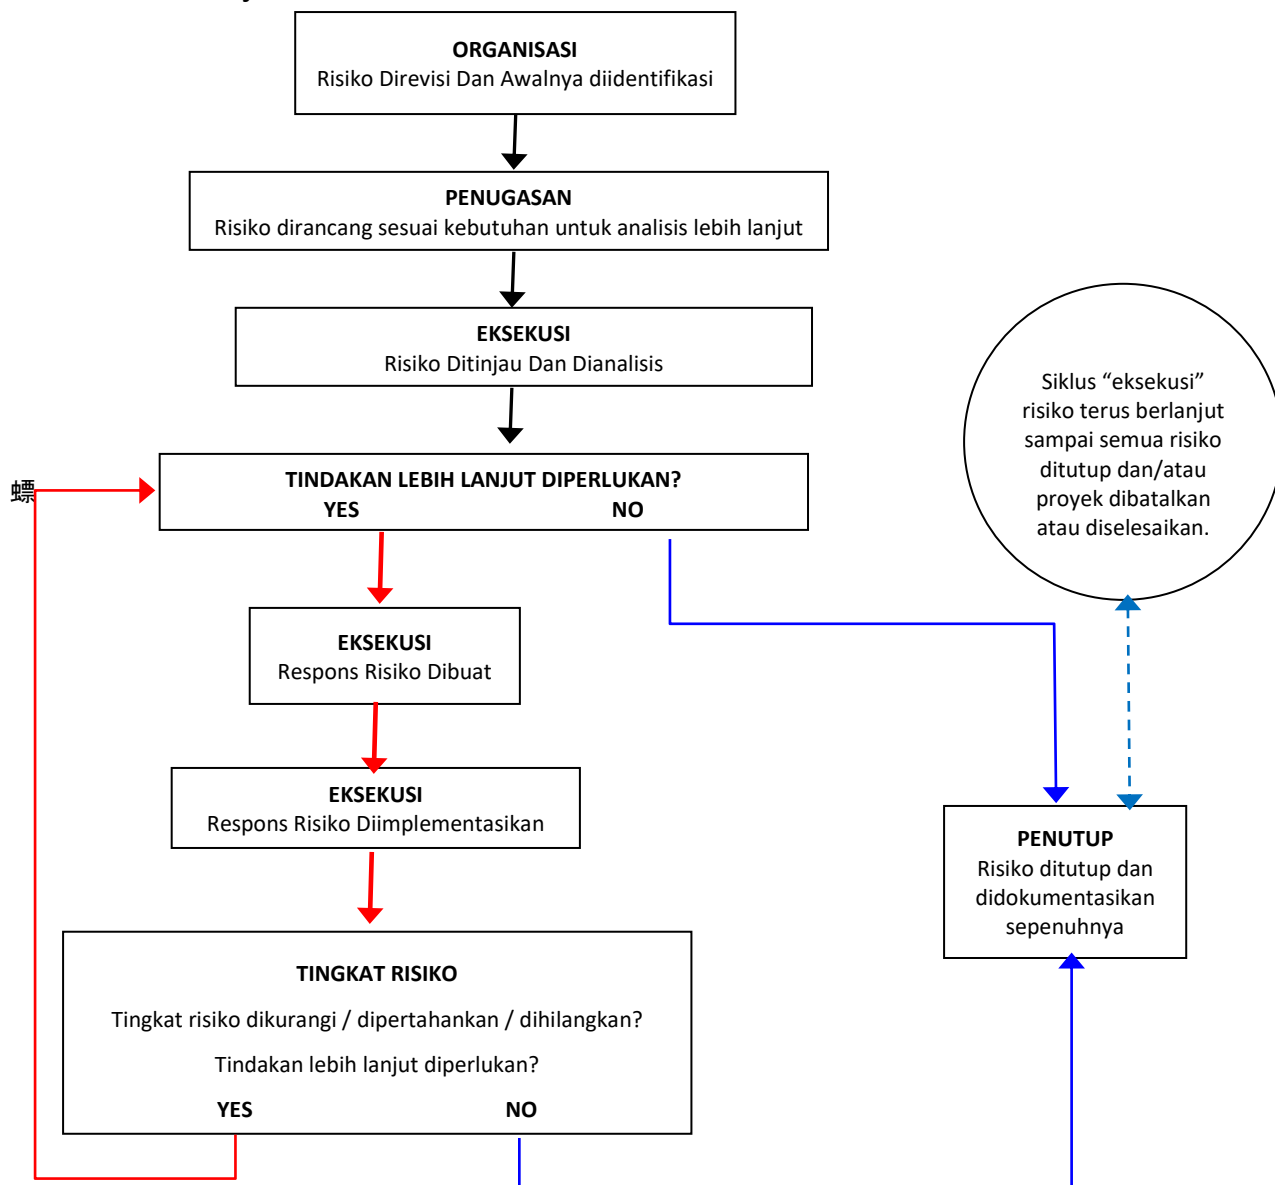 ORGANISASI
Risiko Direvisi Dan Awalnya diidentifikasi
PENUGASAN
Risiko dirancang sesuai kebutuhan untuk analisis lebih lanjut
EKSEKUSI
Risiko Ditinjau Dan Dianalisis
TINDAKAN LEBIH LANJUT DIPERLUKAN?
YES NO
EKSEKUSI
Respons Risiko Dibuat
EKSEKUSI
Respons Risiko Diimplementasikan
TINGKAT RISIKO
Tingkat risiko dikurangi / dipertahankan / dihilangkan?
Tindakan lebih lanjut diperlukan?
YES NO
Siklus “eksekusi”
risiko terus berlanjut
sampai semua risiko
ditutup dan/atau
proyek dibatalkan
atau diselesaikan.
PENUTUP
Risiko ditutup dan
didokumentasikan
sepenuhnya